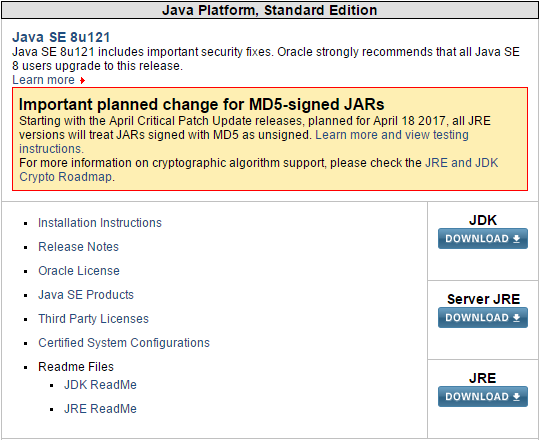 Java Platform, Standard Edition
Java SE 8u121
Java SE 8u121 includes important security fixes. Oracle strongly recommends that all Java SE
8 users upgrade to this release.
Learn more
Important planned change for MD5-signed JARs
Starting with the April Critical Patch Update releases, planned for April 18 2017, all JRE
versions will treat JARs signed with MD5 as unsigned. Learn more and view testing
instructions.
For more information on cryptographic algorithm support, please check the JRE and JDK
Crypto Roadmap.
Installation Instructions
Release Notes
Oracle License
Java SE Products
Third Party Licenses
Certified System Configurations
Readme Files
JDK ReadMe
JRE ReadMe
JDK
DOWNLOAD
Server JRE
DOWNLOAD
JRE
DOWNLOAD